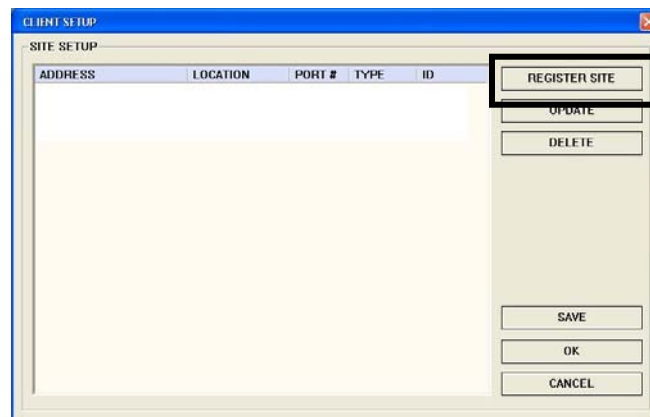 CLIENT SETUP
SITE SETUP
ADDRESS LOCATION PORT # TYPE ID
REGISTER SITE
UPDATE
DELETE
SAVE
OK
CANCEL